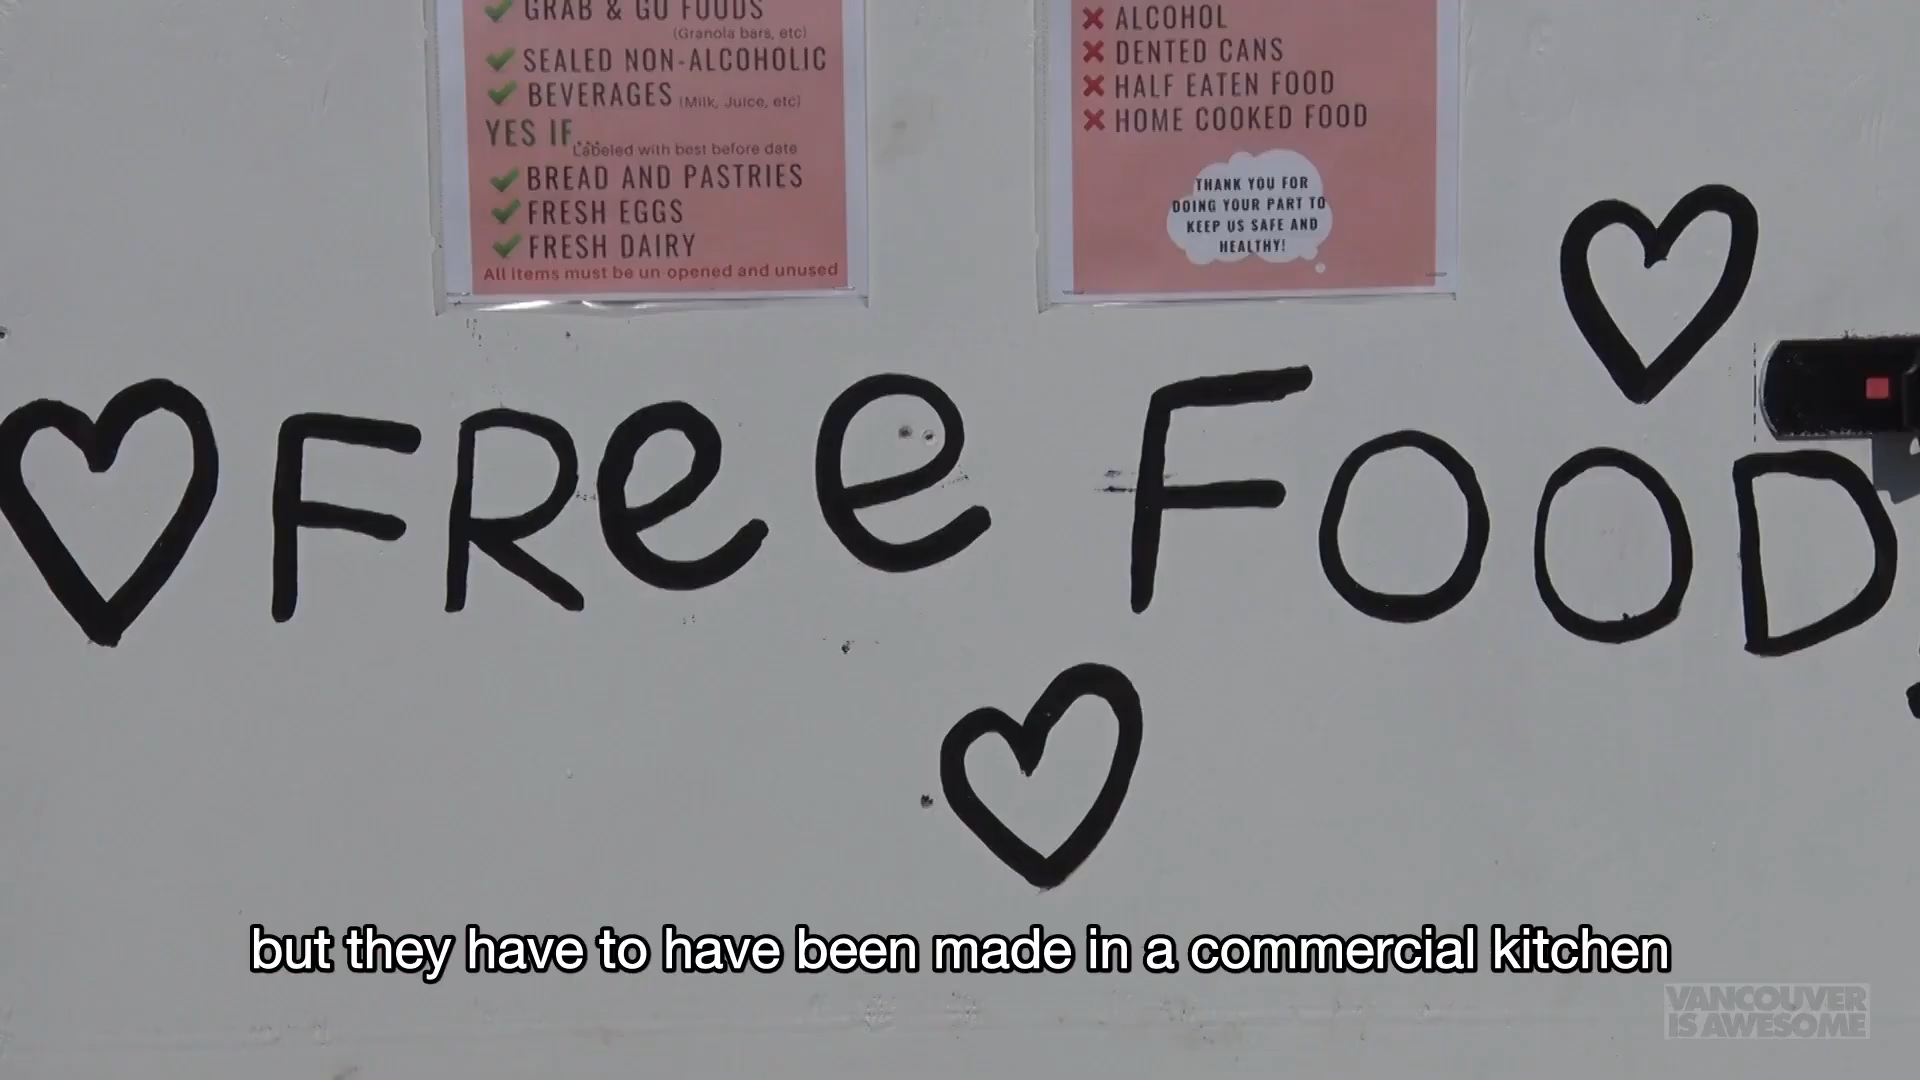 GRAB & GO FOODS
(Granola bars, etc)
SEALED NON-ALCOHOLIC
BEVERAGES (Milk, Juice, etc)
YES IF...
Labeled with best before date
BREAD AND PASTRIES
FRESH EGGS
FRESH DAIRY
All items must be un-opened and unused
ALCOHOL
DENTED CANS
HALF EATEN FOOD
HOME COOKED FOOD
THANK YOU FOR
DOING YOUR PART TO
KEEP US SAFE AND
HEALTHY!
FRee FOOD
but they have to have been made in a commercial kitchen
VANCOUVER
IS AWESOME